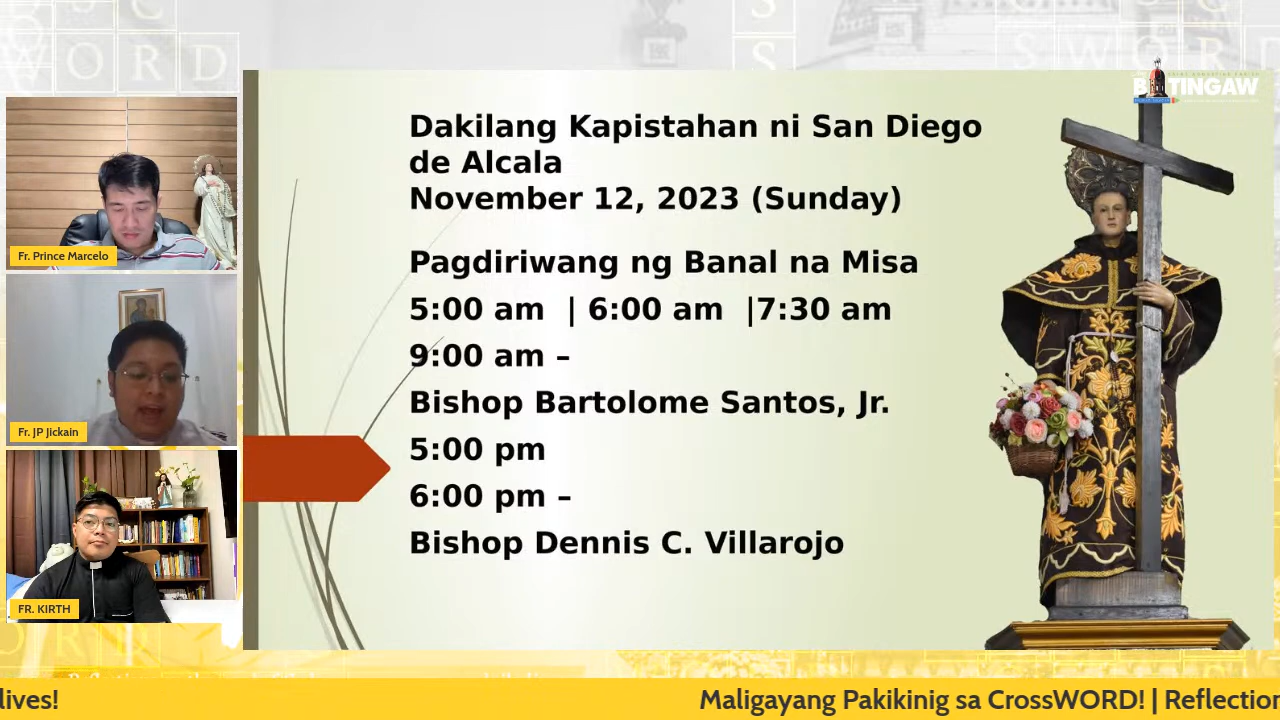 Dakilang Kapistahan ni San Diego
de Alcala
November 12, 2023 (Sunday)
Pagdiriwang ng Banal na Misa
5:00 am | 6:00 am |7:30 am
9:00 am –
Bishop Bartolome Santos, Jr.
5:00 pm
6:00 pm –
Bishop Dennis C. Villarojo
BATINGAW
Fr. Prince Marcelo
Fr. JP Jickain
FR. KIRTH
lives!
Maligayang Pakikinig sa CrossWORD! | Reflection